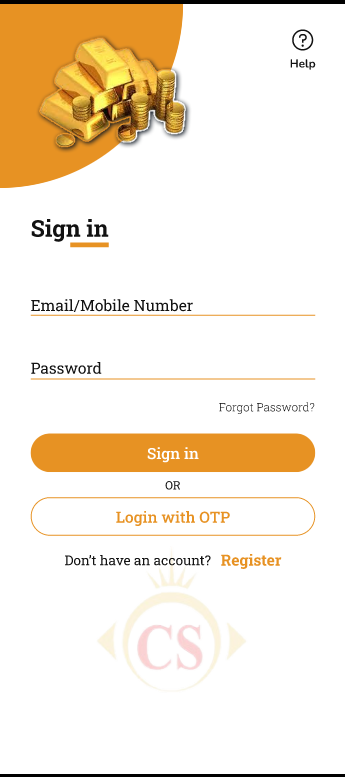 Help
Sign in
Email/Mobile Number
Password
Forgot Password?
Sign in
OR
Login with OTP
Don't have an account? Register
CS